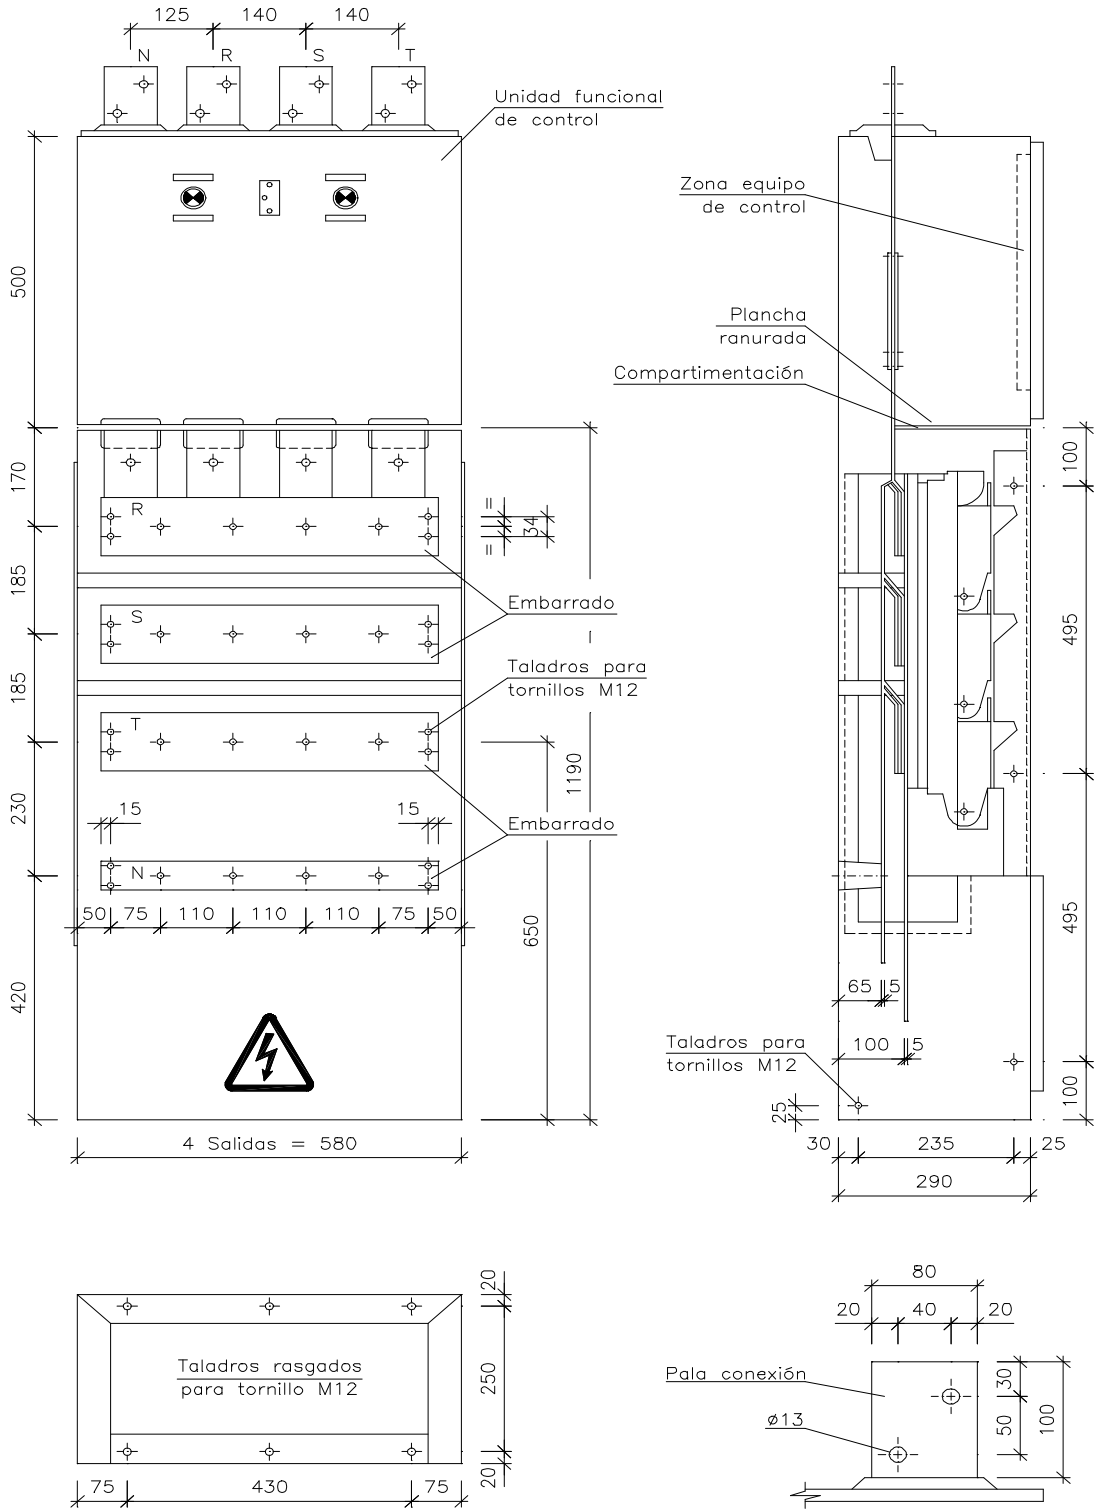 125 140 140
N R S T
Unidad funcional
de control
Zona equipo
de control
500
Plancha
ranurada
Compartimentación
170
100
R
=
34
=
185
Embarrado
S
495
185
Taladros para
tornillos M12
T
1190
230
15 15
Embarrado
N
50 75 110 110 110 75 50
650
495
420
65 5
100 5
Taladros para
tornillos M12
25
100
4 Salidas = 580
30 235 25
290
20
80
20 40 20
Taladros rasgados
para tornillo M12
250
Pala conexión
30
50
100
ø13
20
75 430 75